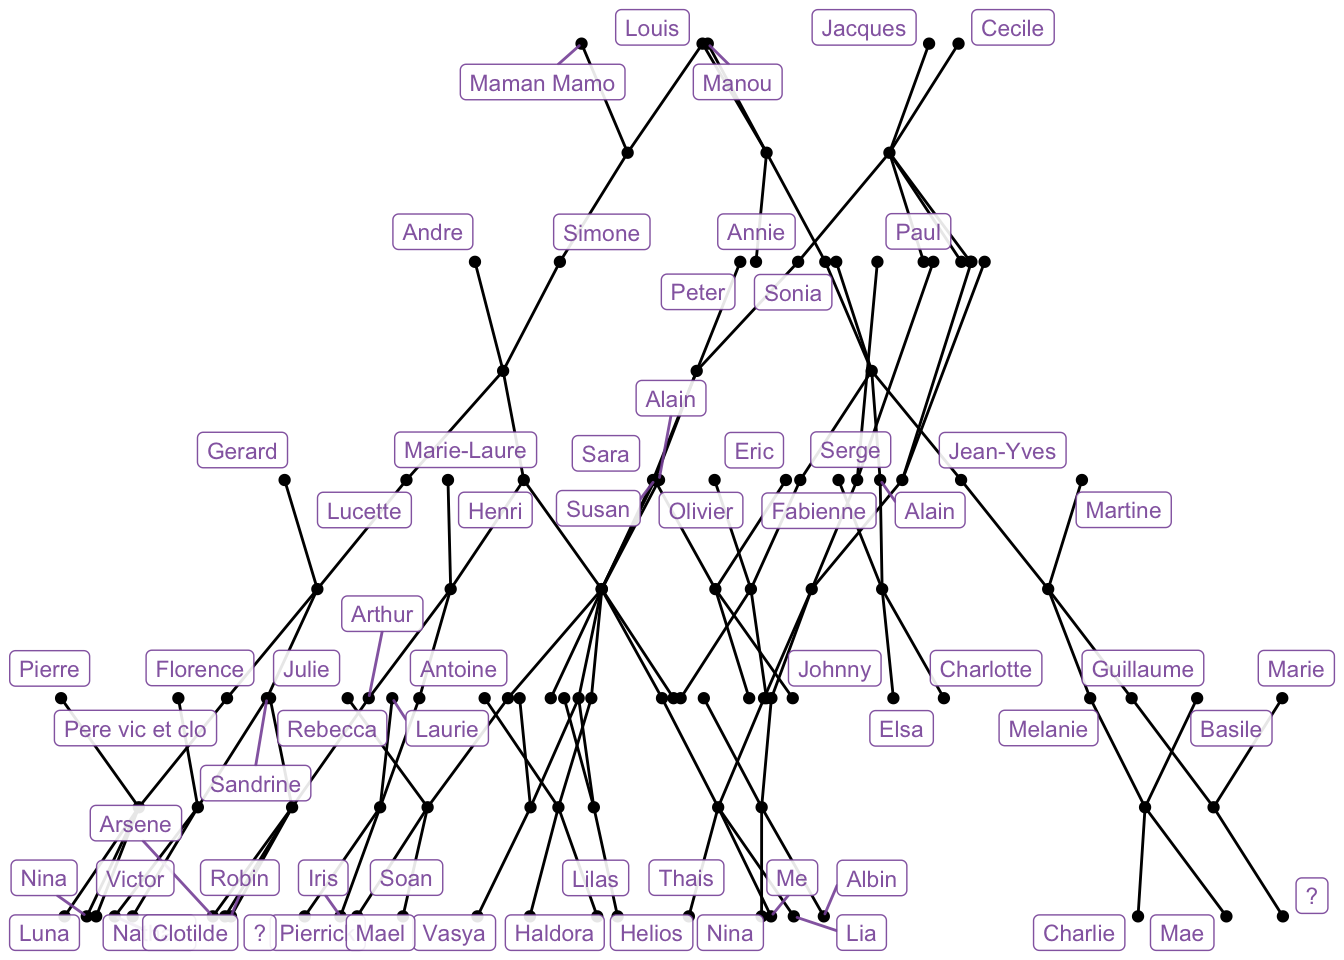 Louis
Jacques
Cecile
Maman Mamo
Manou
Andre
Simone
Annie
Paul
Peter
Sonia
Alain
Gerard
Marie-Laure
Sara
Eric
Serge
Jean-Yves
Lucette
Henri
Susan
Olivier
Fabienne
Alain
Martine
Arthur
Pierre
Florence
Julie
Antoine
Johnny
Charlotte
Guillaume
Marie
Pere vic et clo
Rebecca
Laurie
Elsa
Melanie
Basile
Sandrine
Arsene
Nina
Victor
Robin
Iris
Soan
Lilas
Thais
Me
Albin
?
Luna
Clotilde
?
Mael
Vasya
Haldora
Helios
Nina
Lia
Charlie
Mae